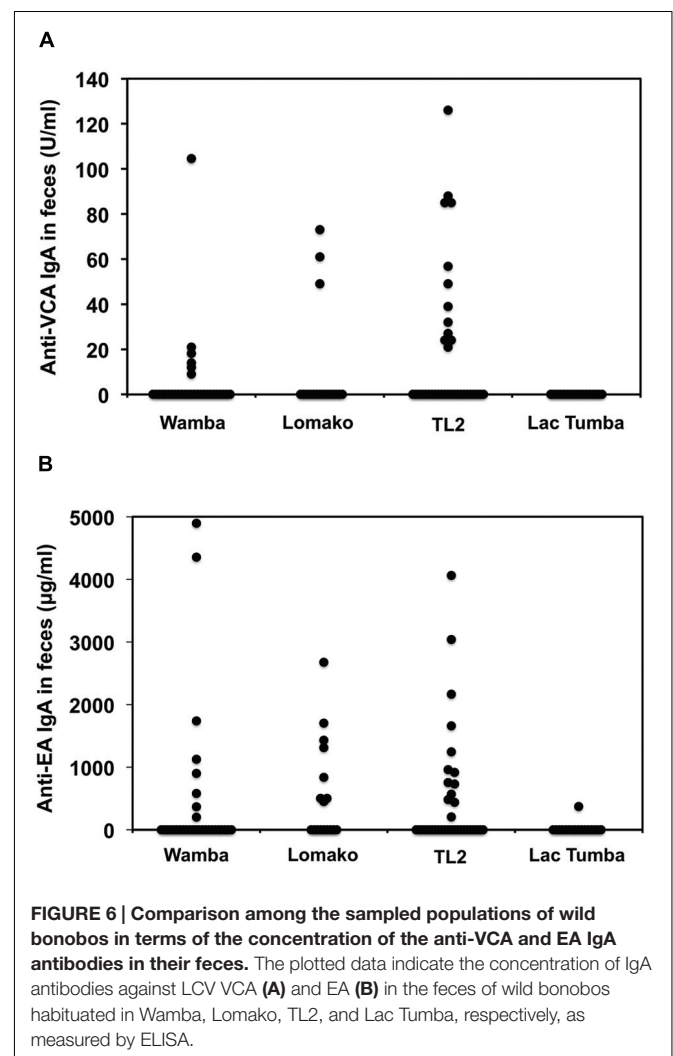 A
Anti-VCA IgA in feces (U/ml)
140
120
100
80
60
40
20
0
Wamba Lomako TL2 Lac Tumba
B
Anti-EA IgA in feces (µg/ml)
5000
4000
3000
2000
1000
0
Wamba Lomako TL2 Lac Tumba
FIGURE 6 | Comparison among the sampled populations of wild
bonobos in terms of the concentration of the anti-VCA and EA IgA
antibodies in their feces. The plotted data indicate the concentration of IgA
antibodies against LCV VCA (A) and EA (B) in the feces of wild bonobos
habituated in Wamba, Lomako, TL2, and Lac Tumba, respectively, as
measured by ELISA.